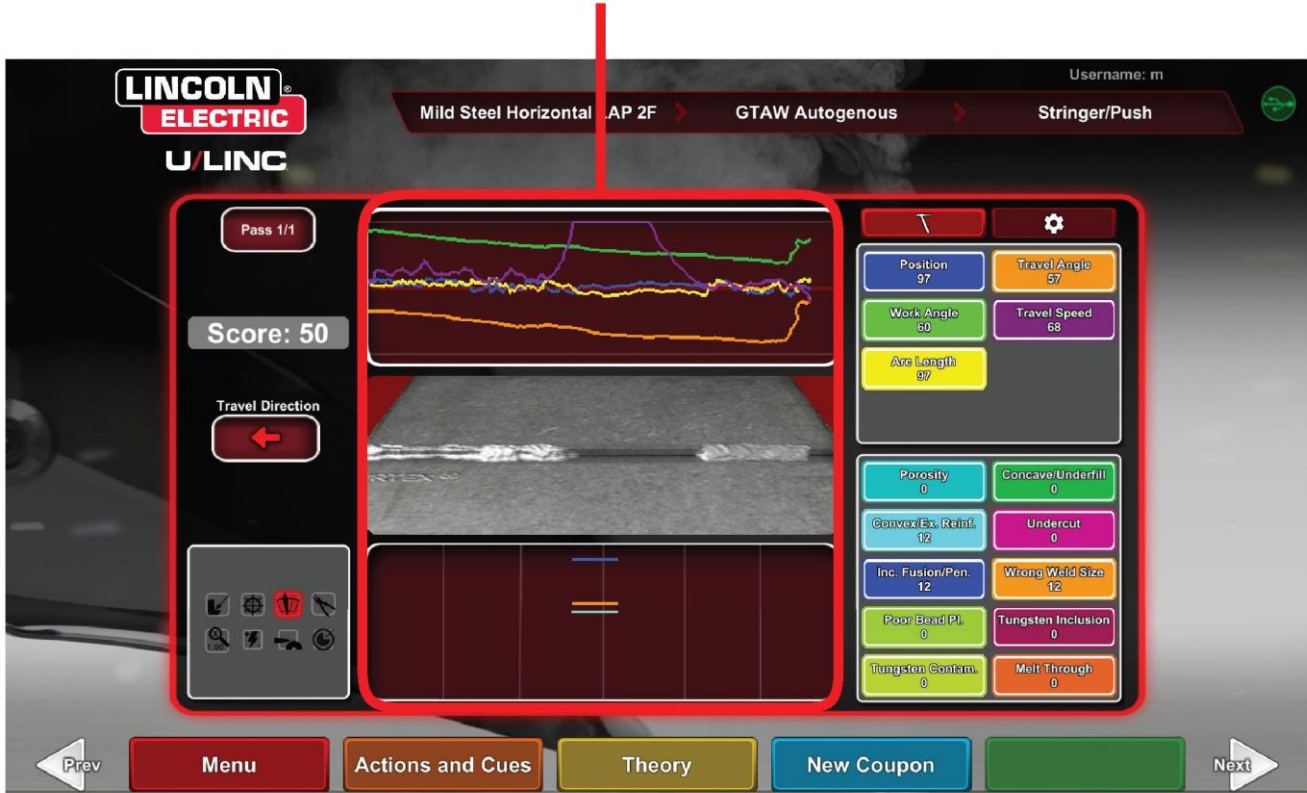 Username: m
LINCOLN ®
ELECTRIC
U/LINC
Mild Steel Horizontal LAP 2F
GTAW Autogenous
Stringer/Push
Pass 1/1
Score: 50
Travel Direction
1.00
Position
97
Travel Angle
57
Work Angle
60
Travel Speed
68
Arc Length
97
Porosity
0
Concave/Underfill
0
Convex/Ex. Reinf.
12
Undercut
0
Inc. Fusion/Pen.
12
Wrong Weld Size
12
Poor Bead Pl.
0
Tungsten Inclusion
0
Tungsten Contam.
0
Melt Through
0
Prev
Menu
Actions and Cues
Theory
New Coupon
Next